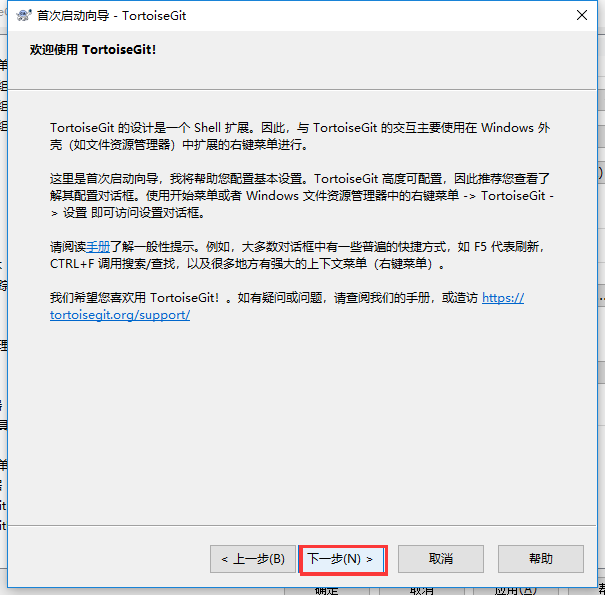 首次启动向导 - TortoiseGit
欢迎使用 TortoiseGit!
TortoiseGit 的设计是一个 Shell 扩展。因此，与 TortoiseGit 的交互主要使用在 Windows 外
壳（如文件资源管理器）中扩展的右键菜单进行。
这里是首次启动向导，我将帮助您配置基本设置。TortoiseGit 高度可配置，因此推荐您查看了
解其配置对话框。使用开始菜单或者 Windows 文件资源管理器中的右键菜单 -> TortoiseGit -
> 设置 即可访问设置对话框。
请阅读手册了解一般性提示。例如，大多数对话框中有一些普遍的快捷方式，如 F5 代表刷新，
CTRL+F 调用搜索/查找，以及很多地方有强大的上下文菜单（右键菜单）。
我们希望您喜欢用 TortoiseGit! 。如有疑问或问题，请查阅我们的手册，或造访 https://
tortoisegit.org/support/
< 上一步(B) 下一步(N) > 取消 帮助
确定 取消 应用(A)